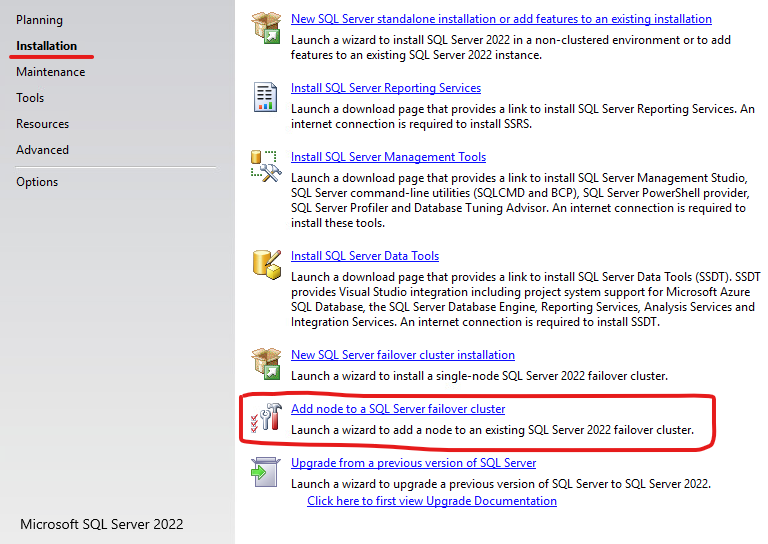 Planning
Installation
Maintenance
Tools
Resources
Advanced
Options
Microsoft SQL Server 2022
New SQL Server standalone installation or add features to an existing installation
Launch a wizard to install SQL Server 2022 in a non-clustered environment or to add
features to an existing SQL Server 2022 instance.
Install SQL Server Reporting Services
Launch a download page that provides a link to install SQL Server Reporting Services. An
internet connection is required to install SSRS.
Install SQL Server Management Tools
Launch a download page that provides a link to install SQL Server Management Studio,
SQL Server command-line utilities (SQLCMD and BCP), SQL Server PowerShell provider,
SQL Server Profiler and Database Tuning Advisor. An internet connection is required to
install these tools.
Install SQL Server Data Tools
Launch a download page that provides a link to install SQL Server Data Tools (SSDT). SSDT
provides Visual Studio integration including project system support for Microsoft Azure
SQL Database, the SQL Server Database Engine, Reporting Services, Analysis Services and
Integration Services. An internet connection is required to install SSDT.
New SQL Server failover cluster installation
Launch a wizard to install a single-node SQL Server 2022 failover cluster.
Add node to a SQL Server failover cluster
Launch a wizard to add a node to an existing SQL Server 2022 failover cluster.
Upgrade from a previous version of SQL Server
Launch a wizard to upgrade a previous version of SQL Server to SQL Server 2022.
Click here to first view Upgrade Documentation